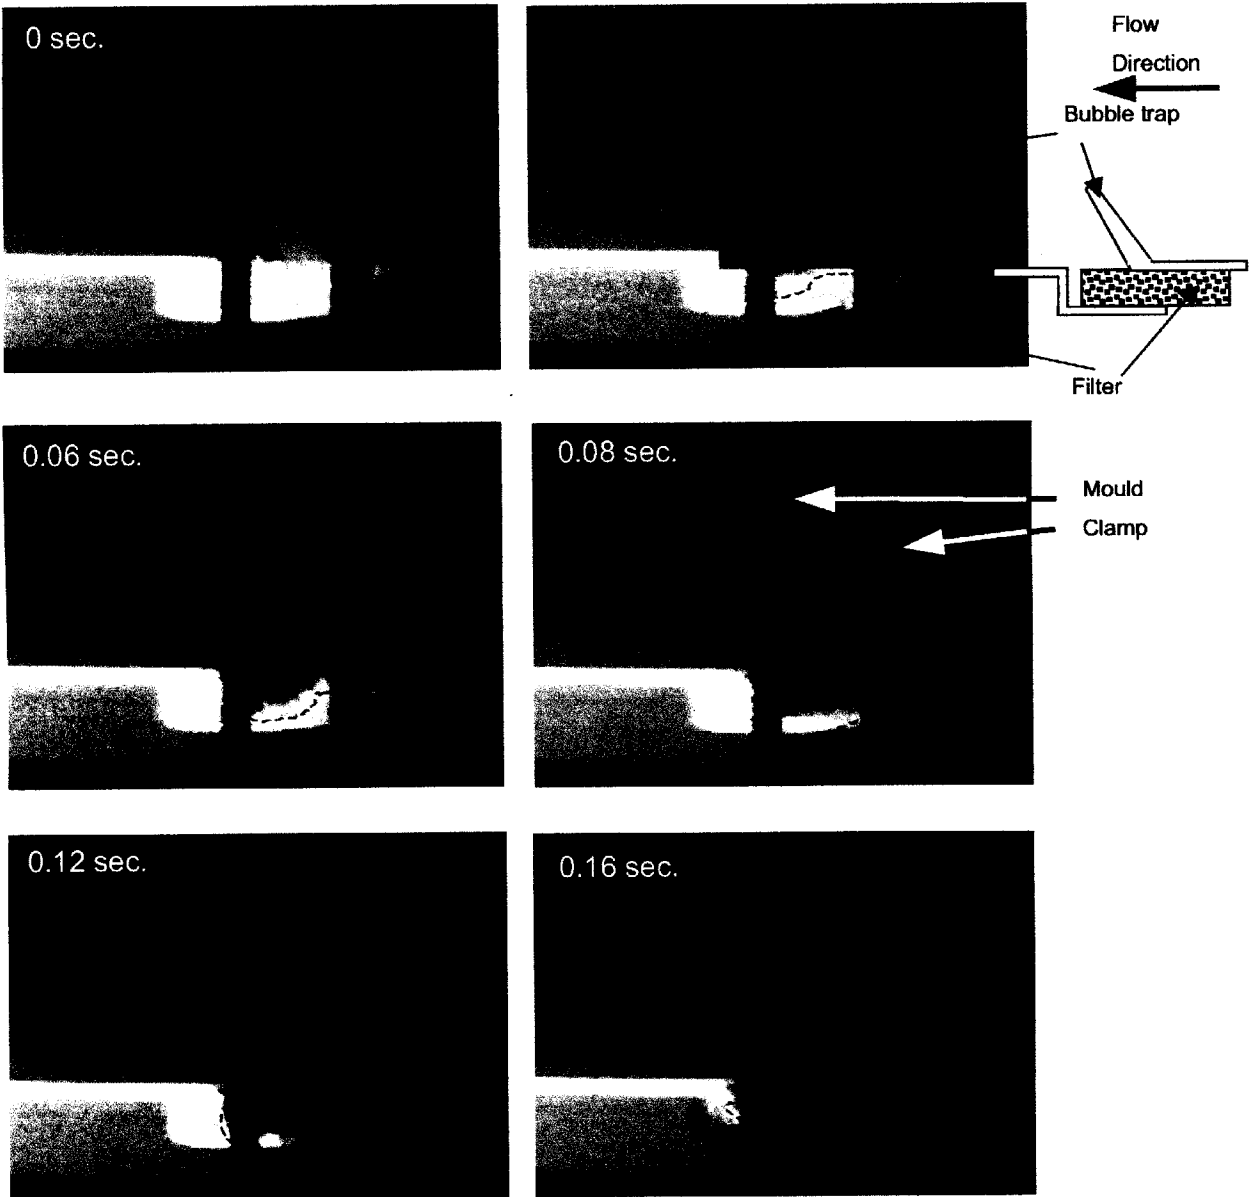 0 sec.
Flow
Direction
Bubble trap
Filter
0.06 sec.
0.08 sec.
Mould
Clamp
0.12 sec.
0.16 sec.